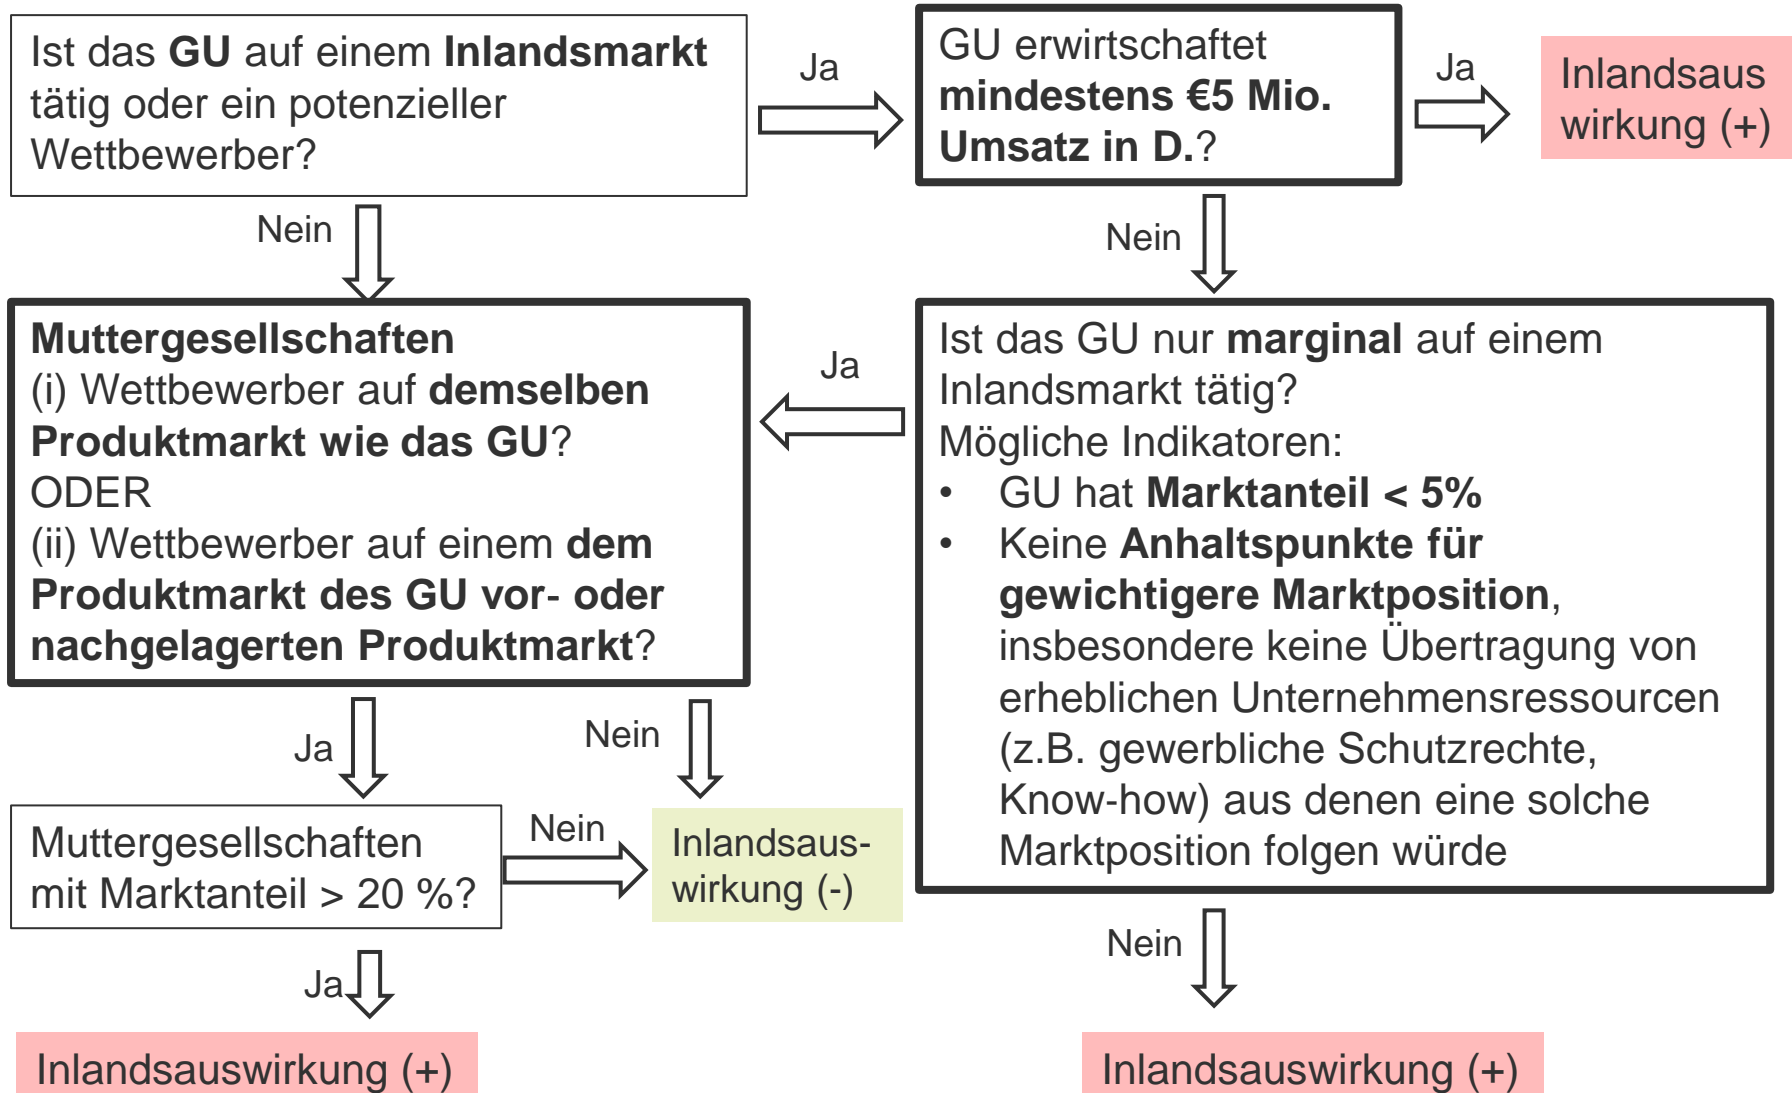 Ist das GU auf einem Inlandsmarkt
tätig oder ein potenzieller
Wettbewerber?
Ja
GU erwirtschaftet
mindestens €5 Mio.
Umsatz in D.?
Ja
Inlandsaus
wirkung (+)
Nein
Nein
Muttergesellschaften
(i) Wettbewerber auf demselben
Produktmarkt wie das GU?
ODER
(ii) Wettbewerber auf einem dem
Produktmarkt des GU vor- oder
nachgelagerten Produktmarkt?
Ja
Ist das GU nur marginal auf einem
Inlandsmarkt tätig?
Mögliche Indikatoren:
• GU hat Marktanteil < 5%
• Keine Anhaltspunkte für
gewichtigere Marktposition,
insbesondere keine Übertragung von
erheblichen Unternehmensressourcen
(z.B. gewerbliche Schutzrechte,
Know-how) aus denen eine solche
Marktposition folgen würde
Ja
Nein
Muttergesellschaften
mit Marktanteil > 20 %?
Nein
Inlandsaus-
wirkung (-)
Ja
Nein
Inlandsauswirkung (+)
Inlandsauswirkung (+)